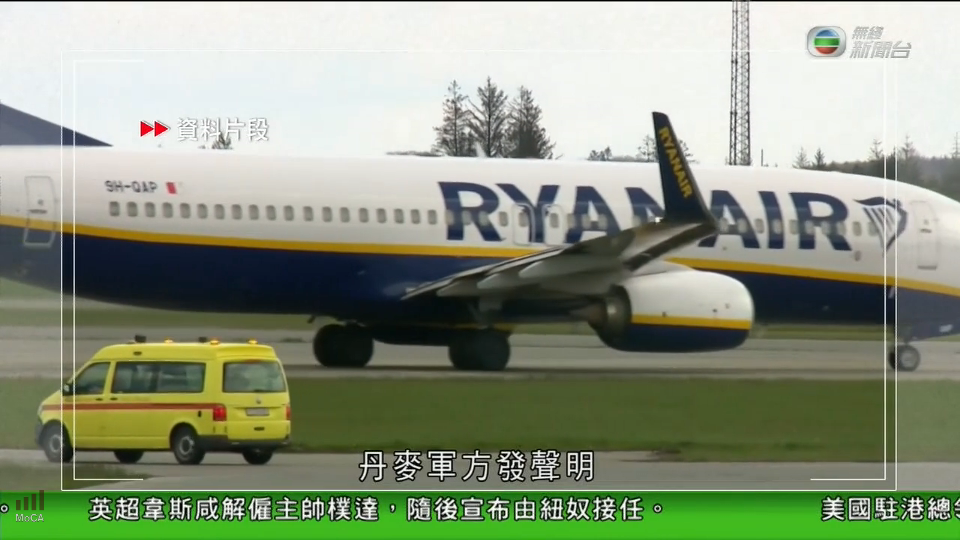 無綫
新聞台
資料片段
9H-QAP
RYANAIR
RYANAIR
丹麥軍方發聲明
。 英超韋斯咸解僱主帥樸達，隨後宣布由紐奴接任。 美國駐港總領
MoCA